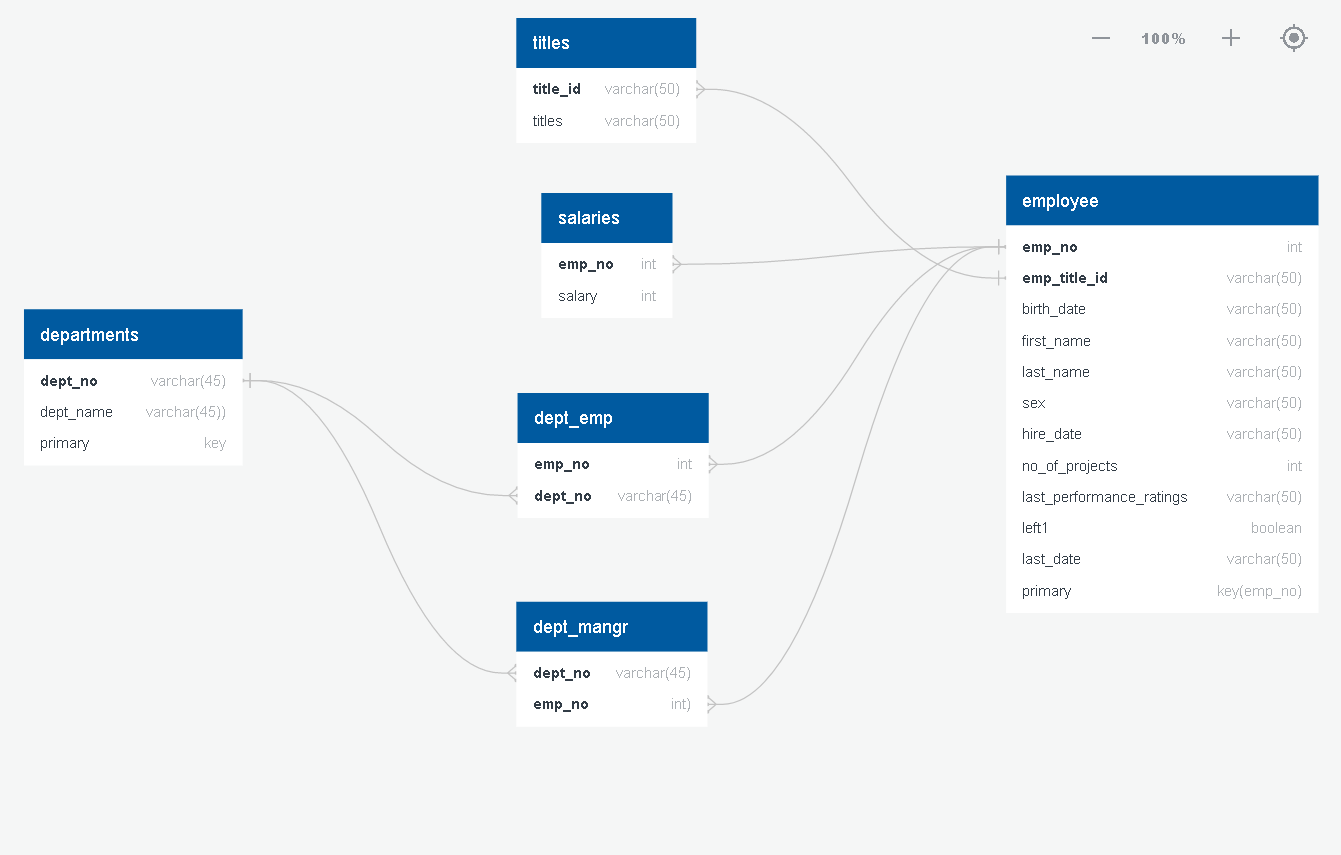 titles
title_id varchar(50)
titles varchar(50)
100%
salaries
emp_no int
salary int
employee
emp_no int
emp_title_id varchar(50)
birth_date varchar(50)
first_name varchar(50)
last_name varchar(50)
sex varchar(50)
hire_date varchar(50)
no_of_projects int
last_performance_ratings varchar(50)
left1 boolean
last_date varchar(50)
primary key(emp_no)
departments
dept_no varchar(45)
dept_name varchar(45))
primary key
dept_emp
emp_no int
dept_no varchar(45)
dept_mangr
dept_no varchar(45)
emp_no int)